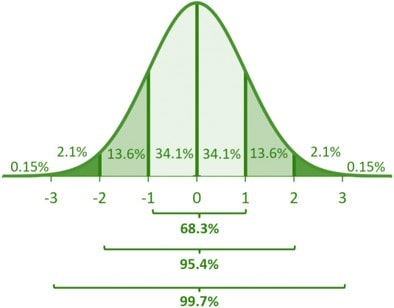 34.1% 34.1%
2.1% 13.6% 13.6% 2.1%
0.15% 0.15%
-3 -2 -1 0 1 2 3
68.3%
95.4%
99.7%